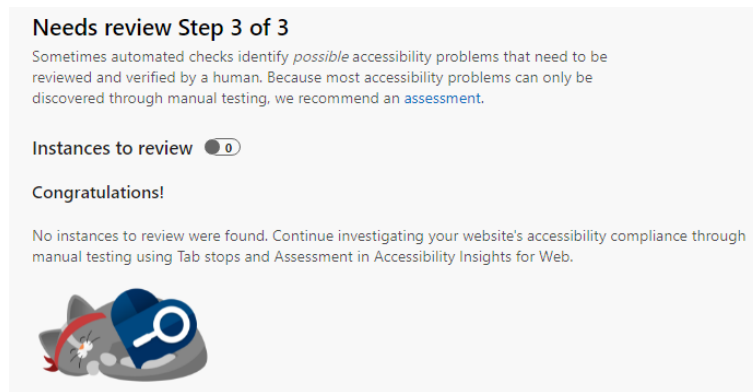 Needs review Step 3 of 3
Sometimes automated checks identify possible accessibility problems that need to be
reviewed and verified by a human. Because most accessibility problems can only be
discovered through manual testing, we recommend an assessment.
Instances to review 0
Congratulations!
No instances to review were found. Continue investigating your website's accessibility compliance through
manual testing using Tab stops and Assessment in Accessibility Insights for Web.